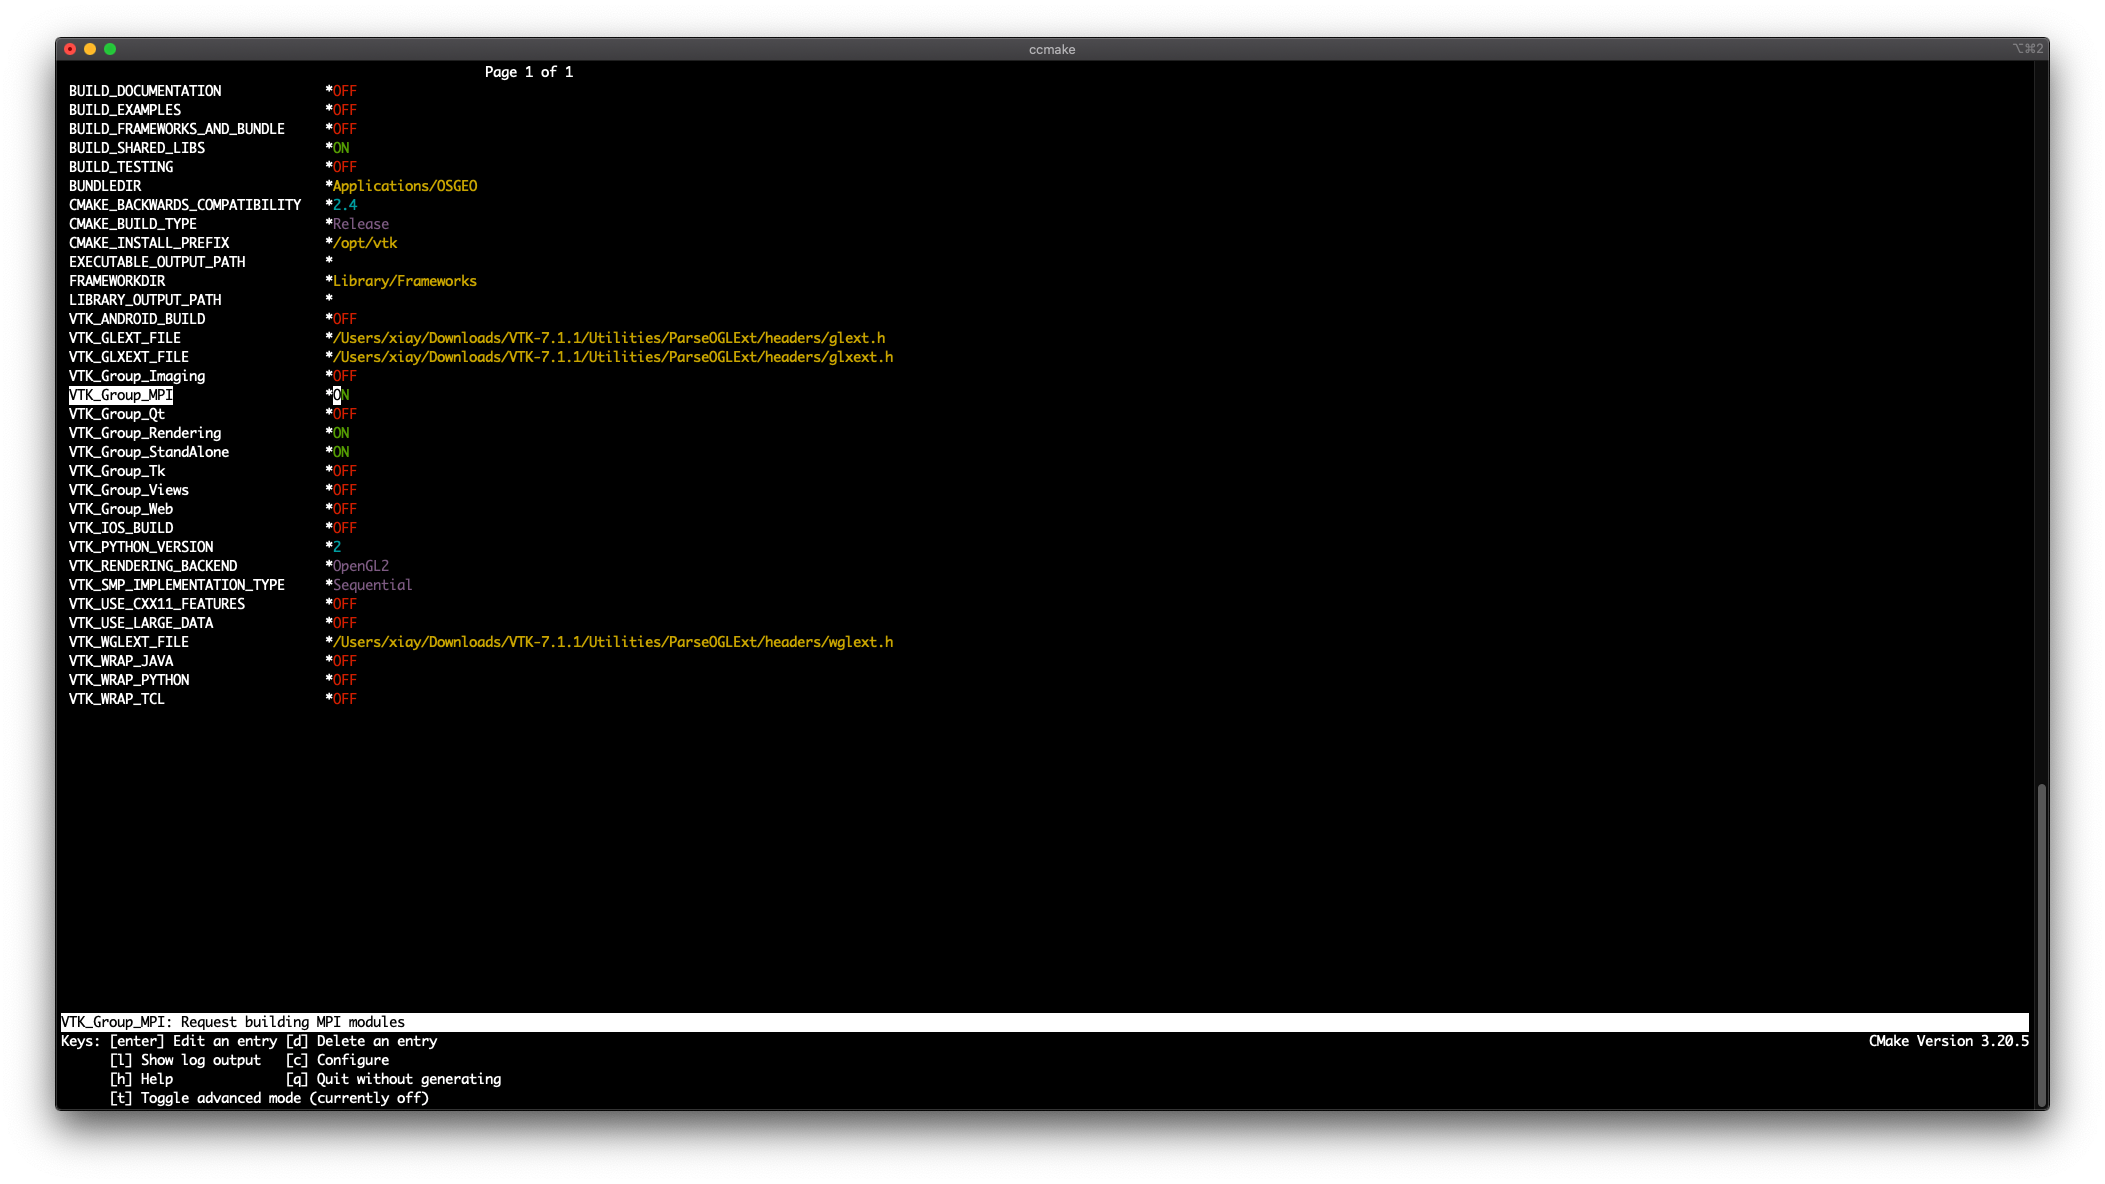 ccmake
⌥⌘2
Page 1 of 1
BUILD_DOCUMENTATION *OFF
BUILD_EXAMPLES *OFF
BUILD_FRAMEWORKS_AND_BUNDLE *OFF
BUILD_SHARED_LIBS *ON
BUILD_TESTING *OFF
BUNDLEDIR *Applications/OSGEO
CMAKE_BACKWARDS_COMPATIBILITY *2.4
CMAKE_BUILD_TYPE *Release
CMAKE_INSTALL_PREFIX */opt/vtk
EXECUTABLE_OUTPUT_PATH *
FRAMEWORKDIR *Library/Frameworks
LIBRARY_OUTPUT_PATH *
VTK_ANDROID_BUILD *OFF
VTK_GLEXT_FILE */Users/xiay/Downloads/VTK-7.1.1/Utilities/ParseOGLExt/headers/glext.h
VTK_GLXEXT_FILE */Users/xiay/Downloads/VTK-7.1.1/Utilities/ParseOGLExt/headers/glxext.h
VTK_Group_Imaging *OFF
VTK_Group_MPI *ON
VTK_Group_Qt *OFF
VTK_Group_Rendering *ON
VTK_Group_StandAlone *ON
VTK_Group_Tk *OFF
VTK_Group_Views *OFF
VTK_Group_Web *OFF
VTK_IOS_BUILD *OFF
VTK_PYTHON_VERSION *2
VTK_RENDERING_BACKEND *OpenGL2
VTK_SMP_IMPLEMENTATION_TYPE *Sequential
VTK_USE_CXX11_FEATURES *OFF
VTK_USE_LARGE_DATA *OFF
VTK_WGLEXT_FILE */Users/xiay/Downloads/VTK-7.1.1/Utilities/ParseOGLExt/headers/wglext.h
VTK_WRAP_JAVA *OFF
VTK_WRAP_PYTHON *OFF
VTK_WRAP_TCL *OFF
VTK_Group_MPI: Request building MPI modules
Keys: [enter] Edit an entry [d] Delete an entry CMake Version 3.20.5
[l] Show log output [c] Configure
[h] Help [q] Quit without generating
[t] Toggle advanced mode (currently off)